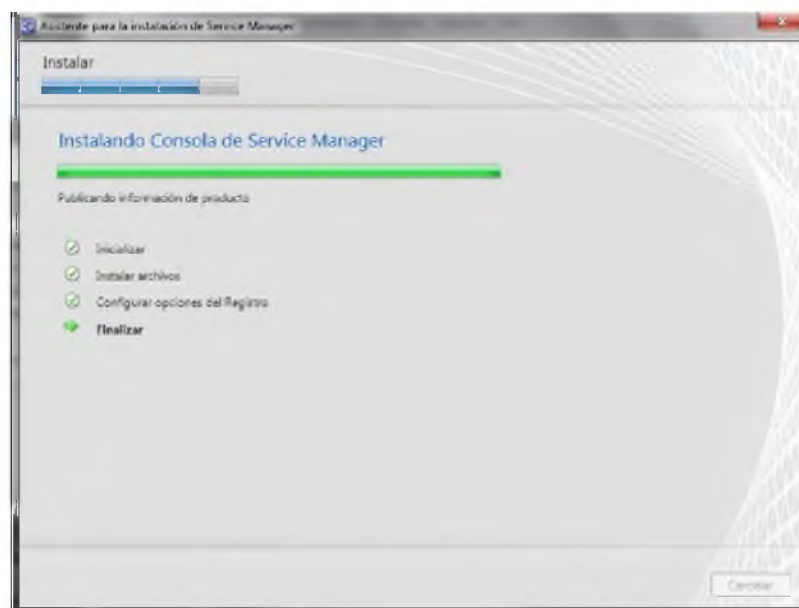 Asistente para la instalación de Service Manager
Instalar
Instalando Consola de Service Manager
Publicando información de producto
Inicializar
Instalar archivos
Configurar opciones del Registro
Finalizar
Cancelar